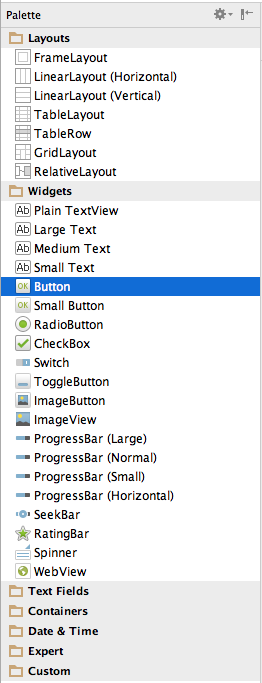 Palette
Layouts
FrameLayout
LinearLayout (Horizontal)
LinearLayout (Vertical)
TableLayout
TableRow
GridLayout
RelativeLayout
Widgets
Ab Plain TextView
Ab Large Text
Ab Medium Text
Ab Small Text
OK Button
OK Small Button
RadioButton
CheckBox
Switch
ToggleButton
ImageButton
ImageView
ProgressBar (Large)
ProgressBar (Normal)
ProgressBar (Small)
ProgressBar (Horizontal)
SeekBar
RatingBar
Spinner
WebView
Text Fields
Containers
Date & Time
Expert
Custom